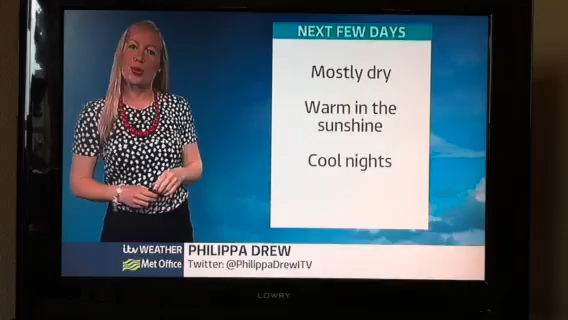 NEXT FEW DAYS
Mostly dry
Warm in the
sunshine
Cool nights
itv WEATHER
Met Office
PHILIPPA DREW
Twitter: @PhilippaDrewITV
LOWRY